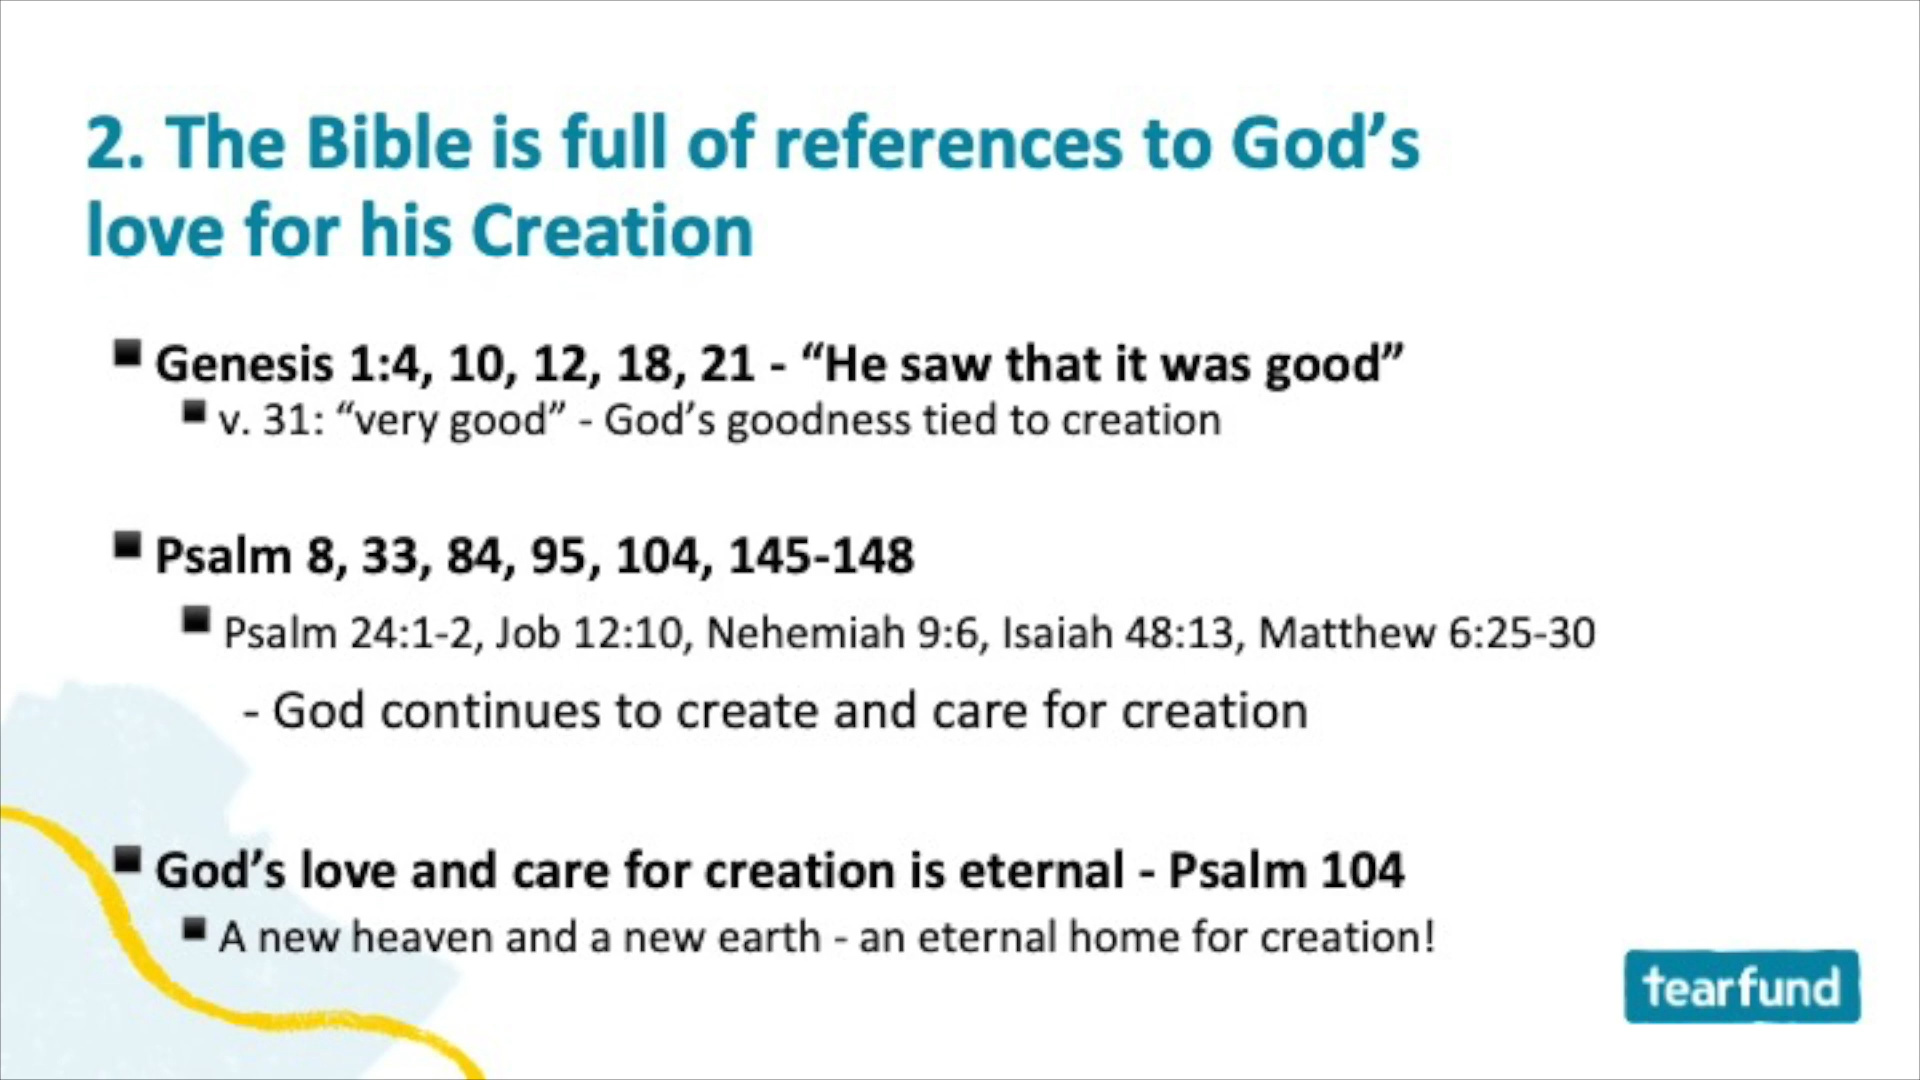 2. The Bible is full of references to God’s
love for his Creation
▪ Genesis 1:4, 10, 12, 18, 21 - “He saw that it was good”
▪ v. 31: “very good” - God’s goodness tied to creation
▪ Psalm 8, 33, 84, 95, 104, 145-148
▪ Psalm 24:1-2, Job 12:10, Nehemiah 9:6, Isaiah 48:13, Matthew 6:25-30
- God continues to create and care for creation
▪ God’s love and care for creation is eternal - Psalm 104
▪ A new heaven and a new earth - an eternal home for creation!
tearfund